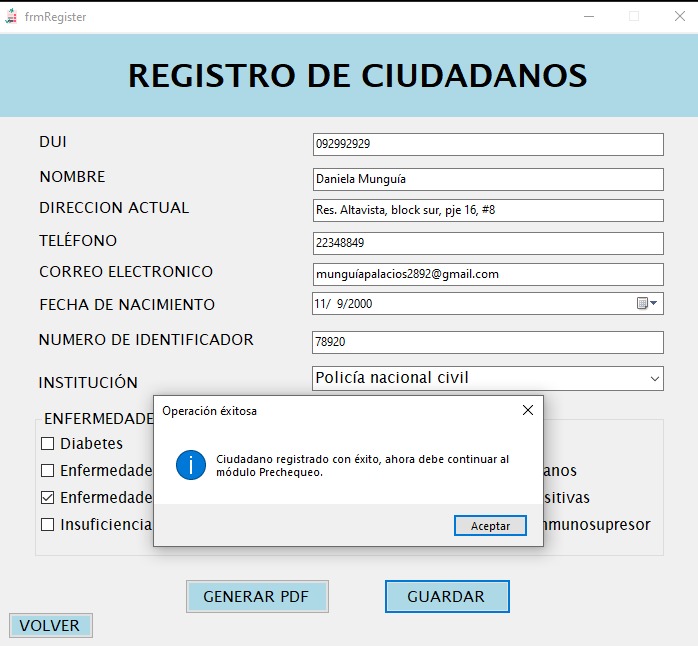 frmRegister
REGISTRO DE CIUDADANOS
DUI
092992929
NOMBRE
Daniela Munguía
DIRECCION ACTUAL
Res. Altavista, block sur, pje 16, #8
TELÉFONO
22348849
CORREO ELECTRONICO
munguíapalacios2892@gmail.com
FECHA DE NACIMIENTO
11/ 9/2000
NUMERO DE IDENTIFICADOR
78920
INSTITUCIÓN
Policía nacional civil
ENFERMEDADE
Operación éxitosa
Ciudadano registrado con éxito, ahora debe continuar al
módulo Prechequeo.
Aceptar
Diabetes
Enfermedade
anos
Enfermedade
sitivas
Insuficiencia
nmunosupresor
GENERAR PDF
GUARDAR
VOLVER